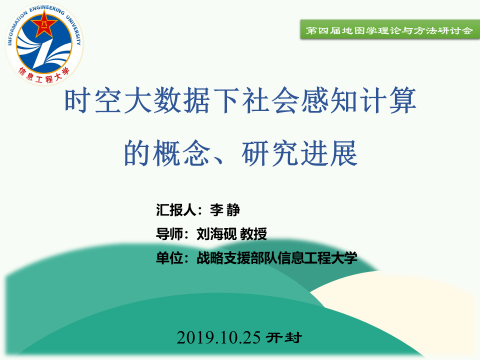 INFORMATION ENGINEERING UNIVERSITY
信息工程大学
第四届地图学理论与方法研讨会
时空大数据下社会感知计算
的概念、研究进展
汇报人：李 静
导师：刘海砚 教授
单位：战略支援部队信息工程大学
2019.10.25 开封